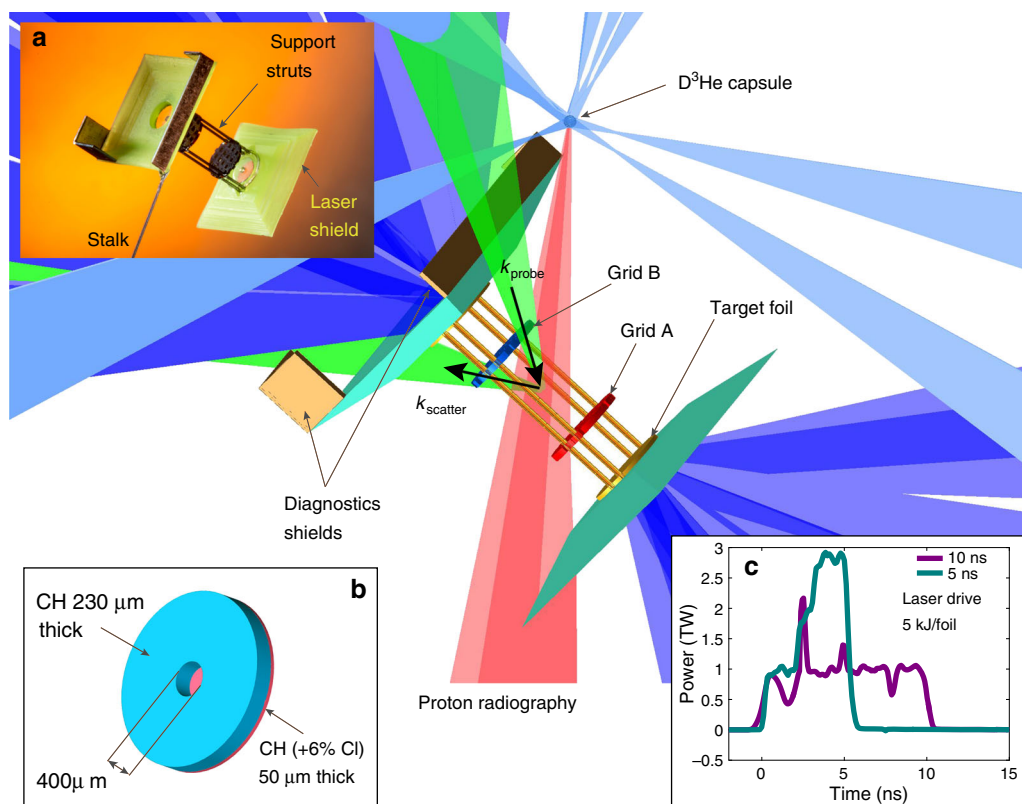 a
Support
struts
Laser
shield
Stalk
D³He capsule
kprobe
Grid B
Grid A
Target foil
kscatter
Diagnostics
shields
Proton radiography
b
CH 230 μm
thick
400μ m
CH (+6% Cl)
50 μm thick
c
10 ns
5 ns
Laser drive
5 kJ/foil
Power (TW)
3
2.5
2
1.5
1
0.5
0
−0.5
0 5 10 15
Time (ns)